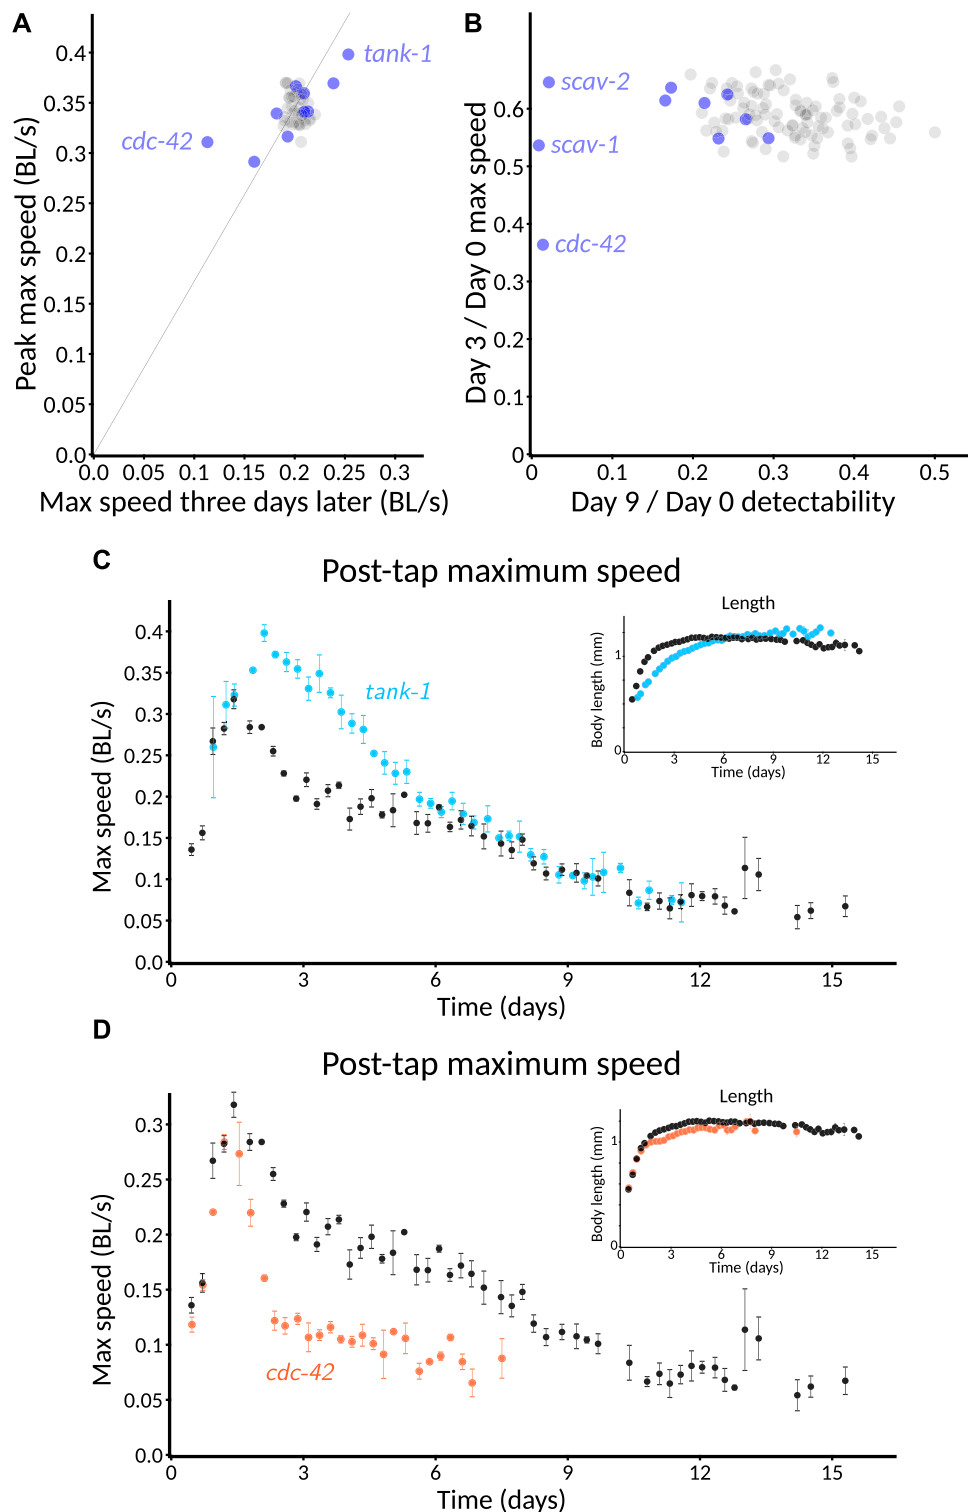 A
Peak max speed (BL/s)
0.4
0.35
0.3
0.25
0.2
0.15
0.1
0.05
0.0
tank-1
cdc-42
0.0 0.05 0.1 0.15 0.2 0.25 0.3
Max speed three days later (BL/s)
B
Day 3 / Day 0 max speed
0.6
0.5
0.4
0.3
0.2
0.1
0
scav-2
scav-1
cdc-42
0 0.1 0.2 0.3 0.4 0.5
Day 9 / Day 0 detectability
C
Post-tap maximum speed
Max speed (BL/s)
0.4
0.35
0.3
0.25
0.2
0.15
0.1
0.05
0.0
tank-1
0 3 6 9 12 15
Time (days)
Length
Body length (mm)
1
0
0 3 6 9 12 15
Time (days)
D
Post-tap maximum speed
Max speed (BL/s)
0.3
0.25
0.2
0.15
0.1
0.05
0.0
cdc-42
0 3 6 9 12 15
Time (days)
Length
Body length (mm)
1
0
0 3 6 9 12 15
Time (days)